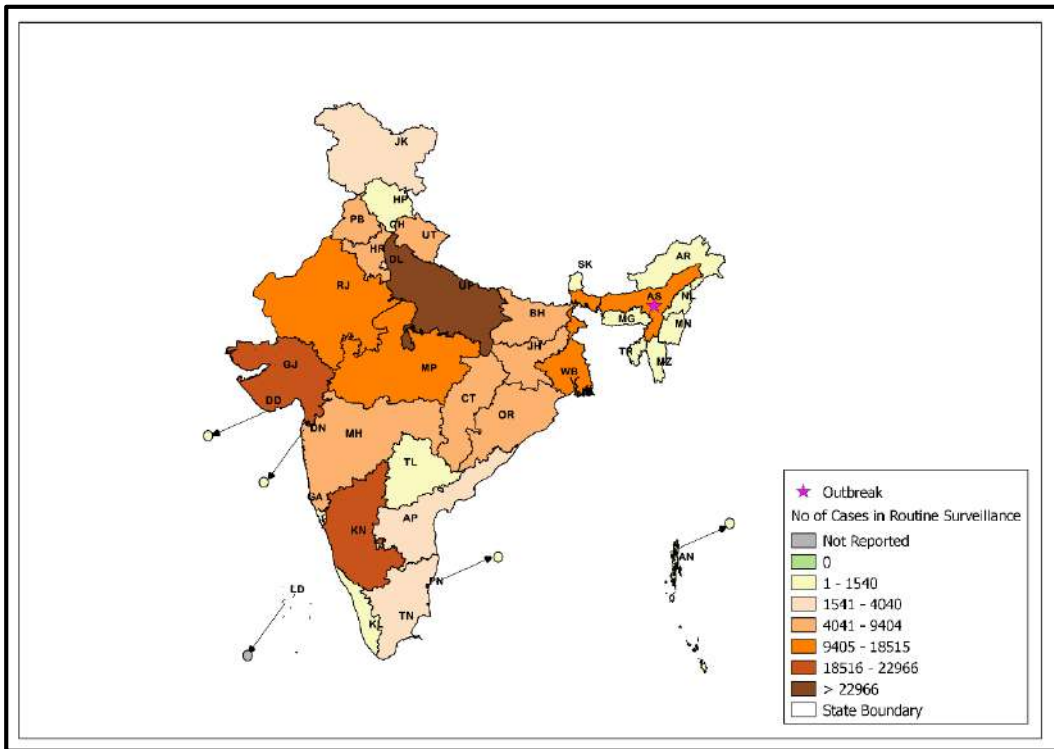 JK
HP
PB
CH
UT
HR
DL
RJ
UP
SK
AR
AS
NL
BH
MG
MN
JH
TR
MZ
GJ
MP
WB
CT
DD
OR
DN
MH
TL
GA
KN
AP
AN
PN
LD
KL
TN
Outbreak
No of Cases in Routine Surveillance
Not Reported
0
1 - 1540
1541 - 4040
4041 - 9404
9405 - 18515
18516 - 22966
> 22966
State Boundary